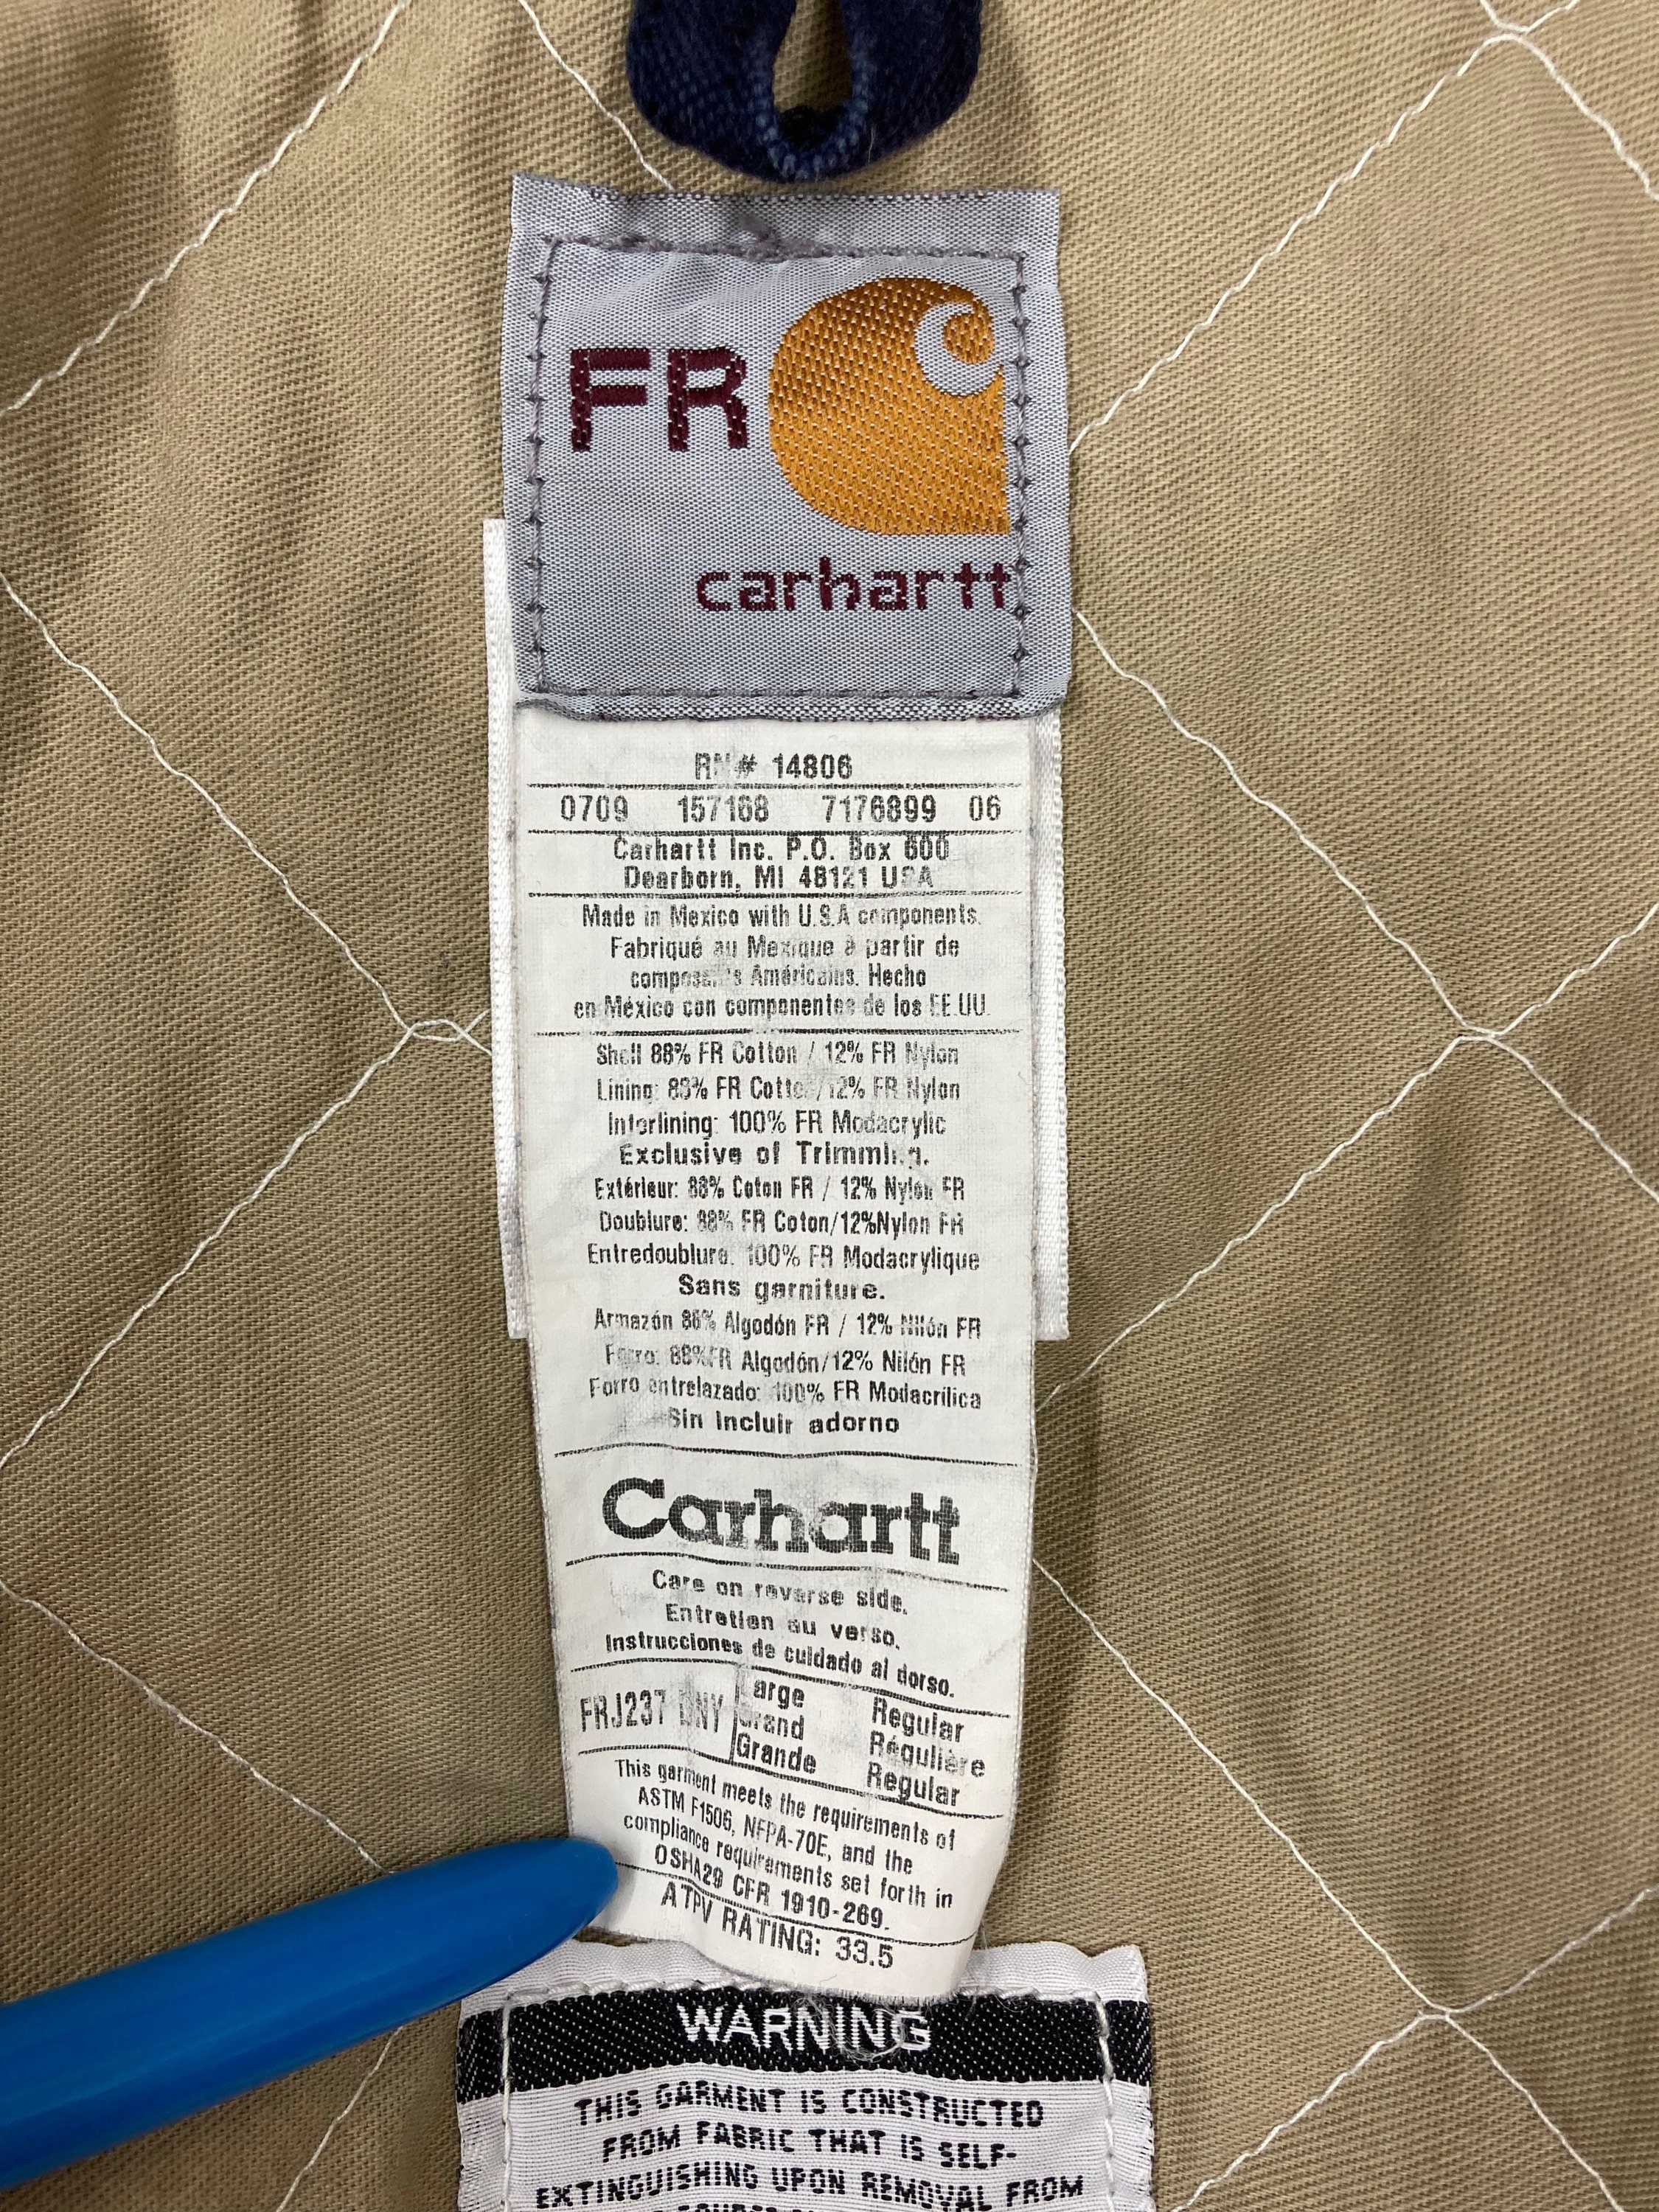 FR
carhartt
RN# 14806
0709 157168 7176899 06
Carhartt Inc. P.O. Box 600
Dearborn, MI 48121 USA
Made in Mexico with U.S.A components.
Fabriqué au Mexique à partir de
composants Américains. Hecho
en México con componentes de los EE.UU.
Shell 88% FR Cotton / 12% FR Nylon
Lining: 88% FR Cotton/12% FR Nylon
Interlining: 100% FR Modacrylic
Exclusive of Trimming.
Extérieur: 88% Coton FR / 12% Nylon FR
Doublure: 88% FR Coton/12%Nylon FR
Entredoublure: 100% FR Modacrylique
Sans garniture.
Armazón 88% Algodón FR / 12% Nilón FR
Forro: 88%FR Algodón/12% Nilón FR
Forro entrelazado: 100% FR Modacrílica
Sin Incluir adorno
Carhartt
Care on reverse side.
Entretien au verso.
Instrucciones de cuidado al dorso.
FRJ237 DNY
Large Regular
Grand Régulière
Grande Regular
This garment meets the requirements of
ASTM F1506, NFPA-70E, and the
compliance requirements set forth in
OSHA29 CFR 1910-269.
ATPV RATING: 33.5
WARNING
THIS GARMENT IS CONSTRUCTED
FROM FABRIC THAT IS SELF-
EXTINGUISHING UPON REMOVAL FROM